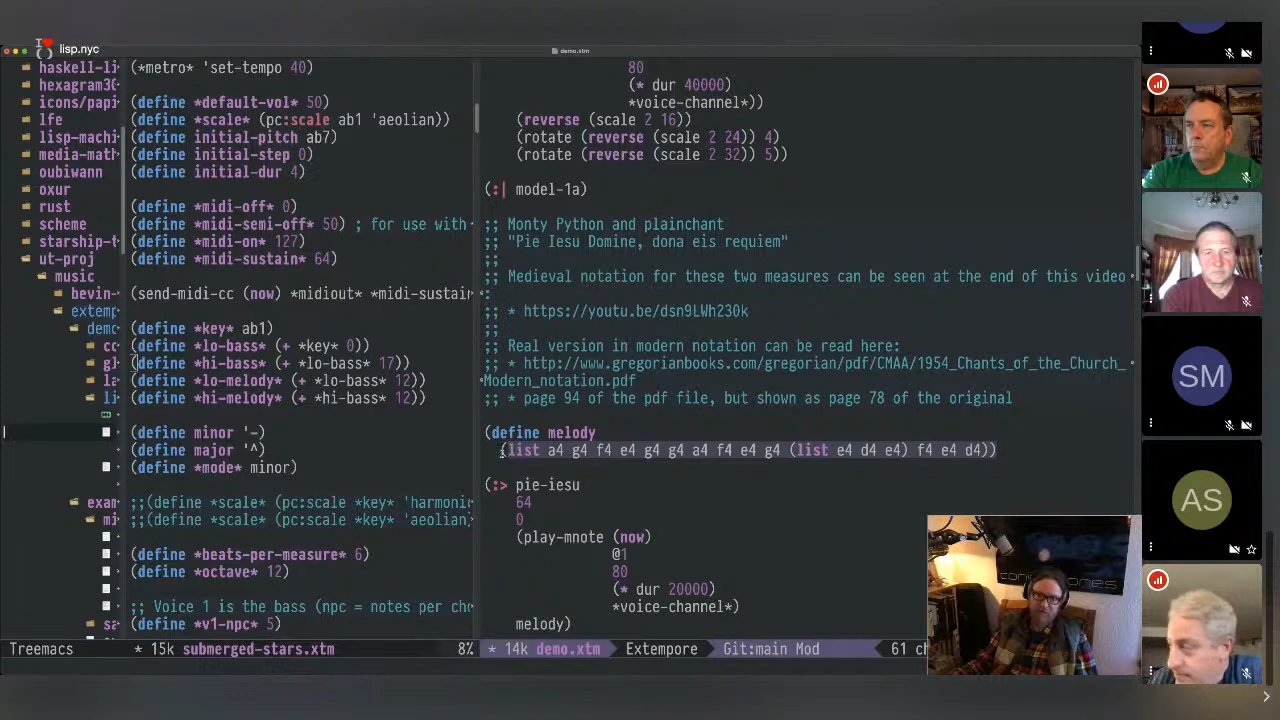 I
lisp.nyc
demo.xtm
haskell-li
hexagram30
icons/papi
lfe
lisp-machi
media-math
oubiwann
oxur
rust
scheme
starship-t
ut-proj
music
bevin-
extemp
demo
cc
gl
la
li
exam
mi
sa
(*metro* 'set-tempo 40)
(define *default-vol* 50)
(define *scale* (pc:scale ab1 'aeolian))
(define initial-pitch ab7)
(define initial-step 0)
(define initial-dur 4)
(define *midi-off* 0)
(define *midi-semi-off* 50) ; for use with
(define *midi-on* 127)
(define *midi-sustain* 64)
(send-midi-cc (now) *midiout* *midi-sustain
(define *key* ab1)
(define *lo-bass* (+ *key* 0))
(define *hi-bass* (+ *lo-bass* 17))
(define *lo-melody* (+ *lo-bass* 12))
(define *hi-melody* (+ *hi-bass* 12))
(define minor '-)
(define major '^)
(define *mode* minor)
;;(define *scale* (pc:scale *key* 'harmonic
;;(define *scale* (pc:scale *key* 'aeolian
(define *beats-per-measure* 6)
(define *octave* 12)
;; Voice 1 is the bass (npc = notes per cho
(define *v1-npc* 5)
80
(* dur 40000)
*voice-channel*))
(reverse (scale 2 16))
(rotate (reverse (scale 2 24)) 4)
(rotate (reverse (scale 2 32)) 5))
(:| model-1a)
;; Monty Python and plainchant
;; "Pie Iesu Domine, dona eis requiem"
;;
;; Medieval notation for these two measures can be seen at the end of this video
:
;; * https://youtu.be/dsn9LWh230k
;;
;; Real version in modern notation can be read here:
;; * http://www.gregorianbooks.com/gregorian/pdf/CMAA/1954_Chants_of_the_Church_
Modern_notation.pdf
;; * page 94 of the pdf file, but shown as page 78 of the original
(define melody
(list a4 g4 f4 e4 g4 g4 a4 f4 e4 g4 (list e4 d4 e4) f4 e4 d4))
(:> pie-iesu
64
0
(play-mnote (now)
@1
80
(* dur 20000)
*voice-channel*)
melody)
Treemacs
* 15k submerged-stars.xtm 8%
* 14k demo.xtm Extempore Git:main Mod 61 ch
SM
AS